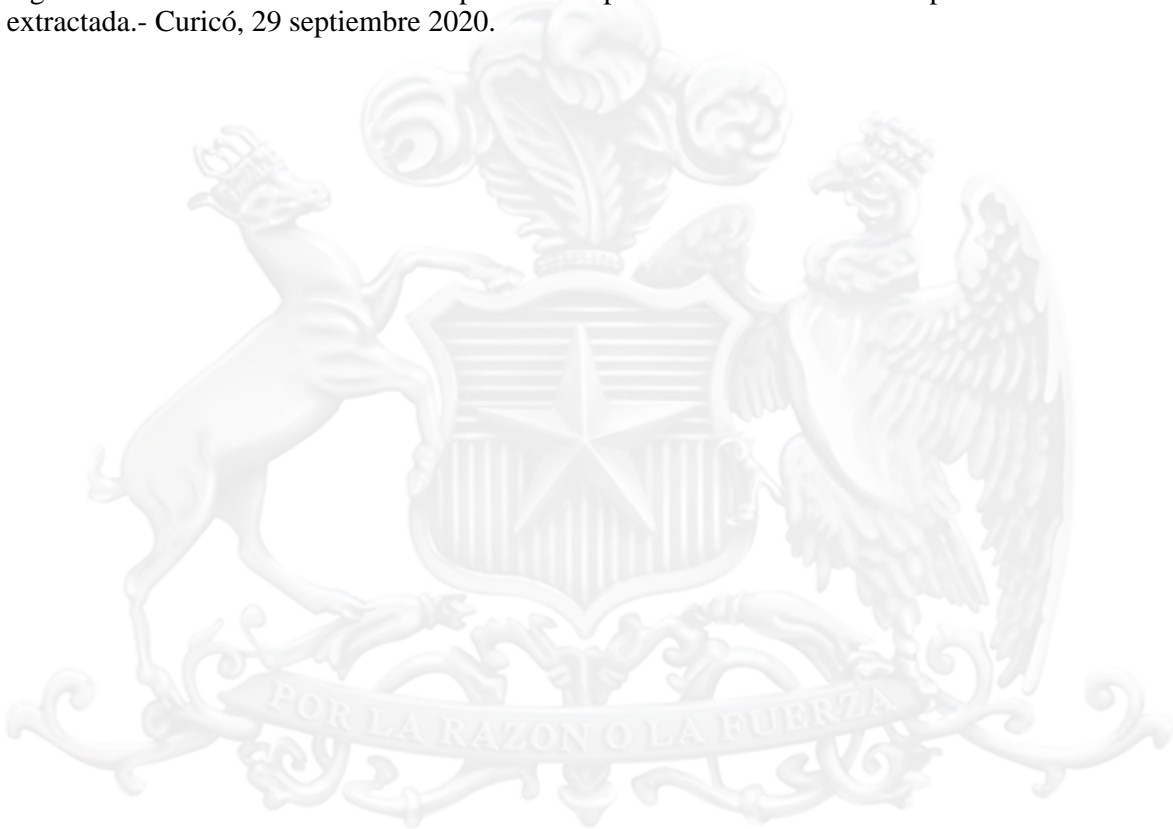 extractada.- Curicó, 29 septiembre 2020.
POR LA RAZON O LA FUERZA